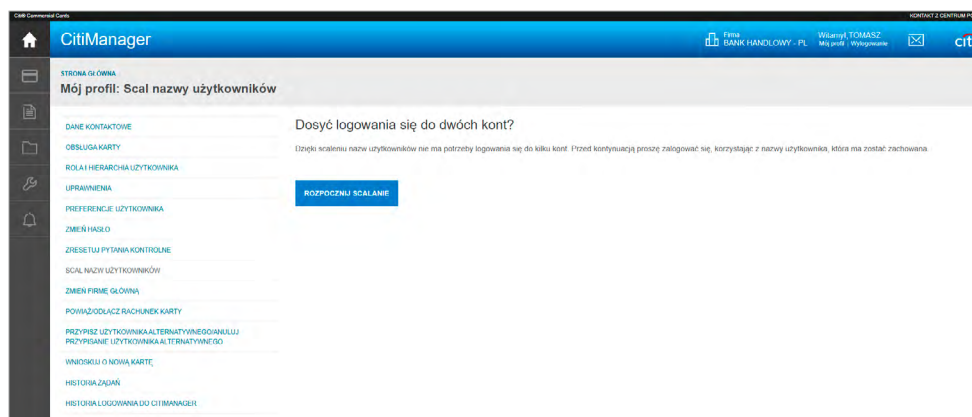 Citi® Commercial Cards
KONTAKT Z CENTRUM PO
CitiManager
Firma
BANK HANDLOWY - PL
Witamy!, TOMASZ
Mój profil | Wylogowanie
citi
STRONA GŁÓWNA
Mój profil: Scal nazwy użytkowników
DANE KONTAKTOWE
OBSŁUGA KARTY
ROLA I HIERARCHIA UŻYTKOWNIKA
UPRAWNIENIA
PREFERENCJE UŻYTKOWNIKA
ZMIEŃ HASŁO
ZRESETUJ PYTANIA KONTROLNE
SCAL NAZW UŻYTKOWNIKÓW
ZMIEŃ FIRMĘ GŁÓWNĄ
POWIĄŻ/ODŁĄCZ RACHUNEK KARTY
PRZYPISZ UŻYTKOWNIKA ALTERNATYWNEGO/ANULUJ
PRZYPISANIE UŻYTKOWNIKA ALTERNATYWNEGO
WNIOSKUJ O NOWĄ KARTĘ
HISTORIA ŻĄDAŃ
HISTORIA LOGOWANIA DO CITIMANAGER
Dosyć logowania się do dwóch kont?
Dzięki scaleniu nazw użytkowników nie ma potrzeby logowania się do kilku kont. Przed kontynuacją proszę zalogować się, korzystając z nazwy użytkownika, która ma zostać zachowana.
ROZPOCZNIJ SCALANIE